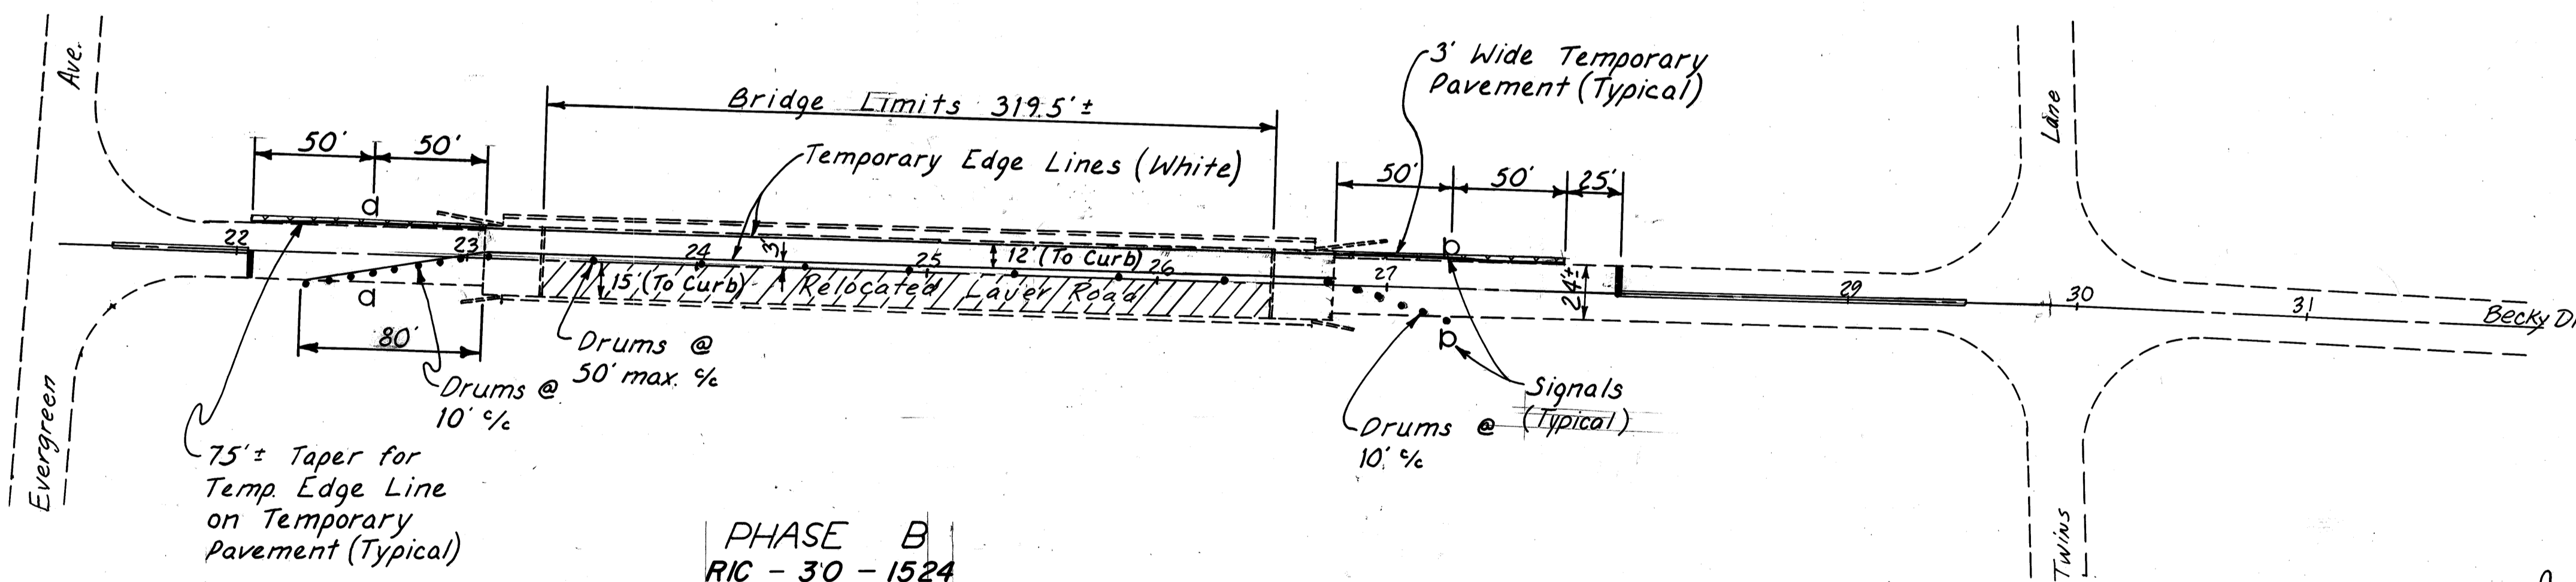 Ave.
Bridge Limits 319.5' ±
3' Wide Temporary
Pavement (Typical)
Lane
50'
50'
Temporary Edge Lines (White)
50'
50'
25'
22
23
24
3'
25
12' (To Curb)
26
27
24'±
29
30
31
Becky Dr
15' (To Curb)
Relocated Laver Road
80'
Drums @
50' max. c/c
Drums @
10' c/c
Signals
(Typical)
Drums @
10' c/c
Evergreen
75'± Taper for
Temp. Edge Line
on Temporary
Pavement (Typical)
Twins
PHASE B
RIC - 30 - 1524